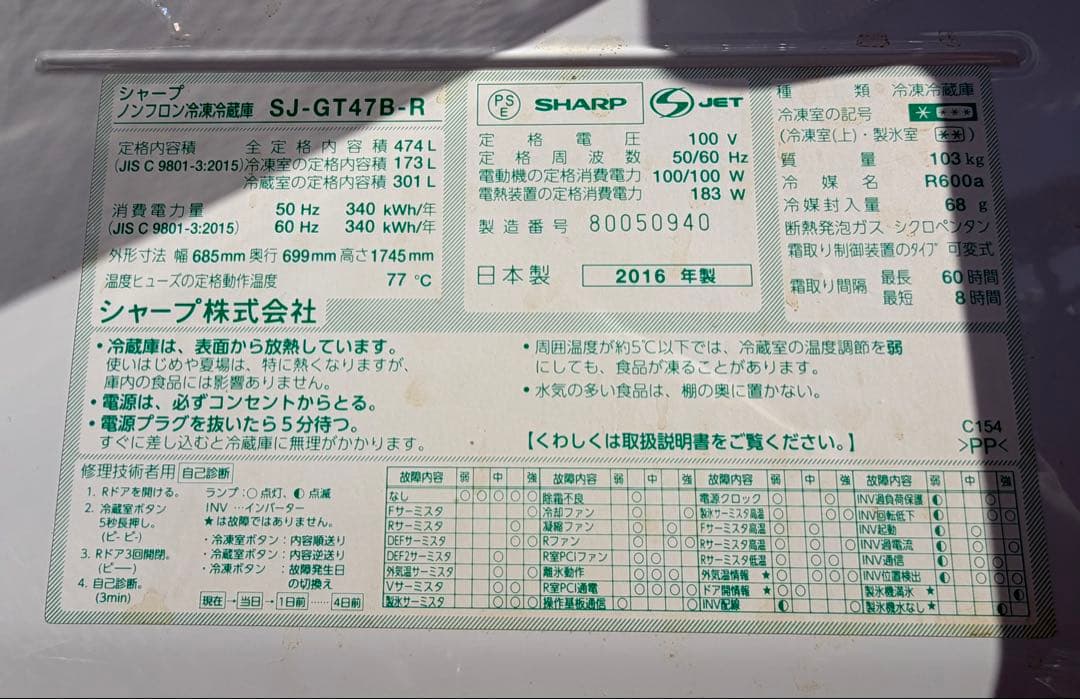 シャープ
ノンフロン冷凍冷蔵庫 SJ-GT47B-R
定格内容積 全定格内容積 474 L
(JIS C 9801-3:2015) 冷凍室の定格内容積 173 L
冷蔵室の定格内容積 301 L
消費電力量 50 Hz 340 kWh/年
(JIS C 9801-3:2015) 60 Hz 340 kWh/年
外形寸法 幅 685mm 奥行 699mm 高さ 1745mm
温度ヒューズの定格動作温度 77 ℃
シャープ株式会社
PS
E SHARP JET
定格電圧 100 V
定格周波数 50/60 Hz
電動機の定格消費電力 100/100 W
電熱装置の定格消費電力 183 W
製造番号 80050940
日本製 2016 年製
種類 冷凍冷蔵庫
冷凍室の記号 * ***
(冷凍室(上)・製氷室 **)
質量 103 kg
冷媒名 R600a
冷媒封入量 68 g
断熱発泡ガス シクロペンタン
霜取り制御装置のタイプ 可変式
霜取り間隔 最長 60 時間
最短 8 時間
・冷蔵庫は、表面から放熱しています。
使いはじめや夏場は、特に熱くなりますが、
庫内の食品には影響ありません。
・電源は、必ずコンセントからとる。
・電源プラグを抜いたら5分待つ。
すぐに差し込むと冷蔵庫に無理がかかります。
・周囲温度が約5℃以下では、冷蔵室の温度調節を弱
にしても、食品が凍ることがあります。
・水気の多い食品は、棚の奥に置かない。
【くわしくは取扱説明書をご覧ください。】
C154
>PP<
修理技術者用 自己診断
1. Rドアを開ける。
2. 冷蔵室ボタン
5秒長押し。
(ピ-ピ-)
3. Rドア3回開閉。
(ピ―)
4. 自己診断。
(3min)
ランプ:○点灯、◐点滅
INV …インバーター
★は故障ではありません。
・冷凍室ボタン:内容順送り
・冷蔵室ボタン:内容逆送り
・冷凍ボタン :故障発生日
の切換え
現在→当日→1日前……4日前
故障内容 弱 中 強 故障内容 弱 中 強 故障内容 弱 中 強 故障内容 弱 中 強
なし 除霜不良 電源クロック INV過負荷保護
Fサーミスタ 冷却ファン 製氷サーミスタ高温 INV回転低下
Rサーミスタ 凝縮ファン Fサーミスタ高温 INV起動
DEFサーミスタ Rファン Rサーミスタ高温 INV過電流
DEF2サーミスタ R室PCIファン Rサーミスタ低温 INV通信
外気温サーミスタ 離氷動作 外気温情報 ★ INV位置検出
Vサーミスタ R室PCI通電 ドア開情報 ★ 製氷機満氷 ★
製氷サーミスタ 操作基板通信 INV配線 製氷機水なし ★